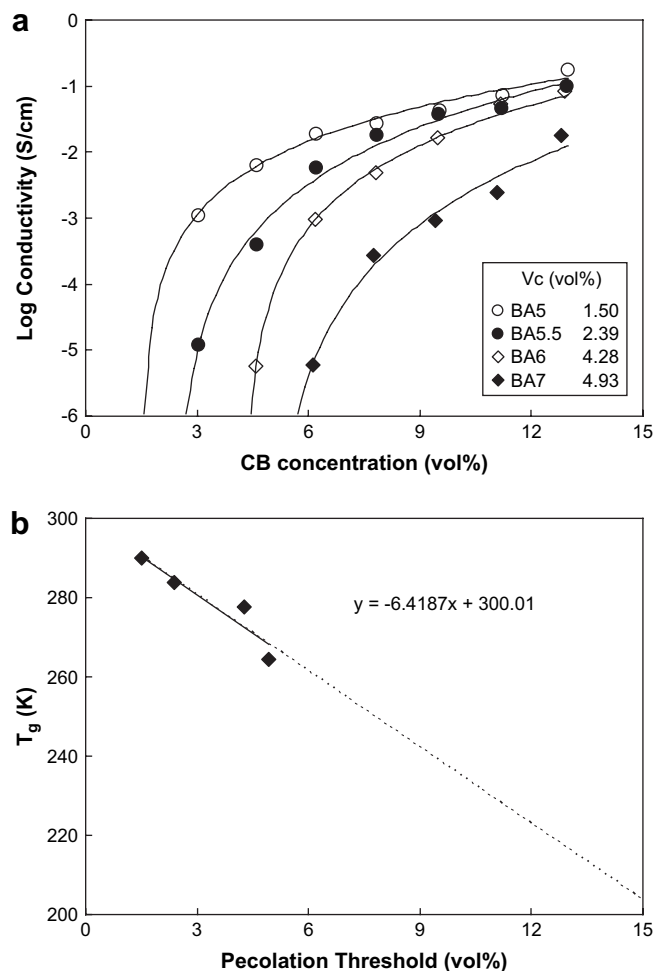 a
0
-1
-2
-3
-4
-5
-6
Log Conductivity (S/cm)
Vc (vol%)
BA5 1.50
BA5.5 2.39
BA6 4.28
BA7 4.93
0 3 6 9 12 15
CB concentration (vol%)
b
300
280
260
240
220
200
Tg (K)
y = -6.4187x + 300.01
0 3 6 9 12 15
Pecolation Threshold (vol%)